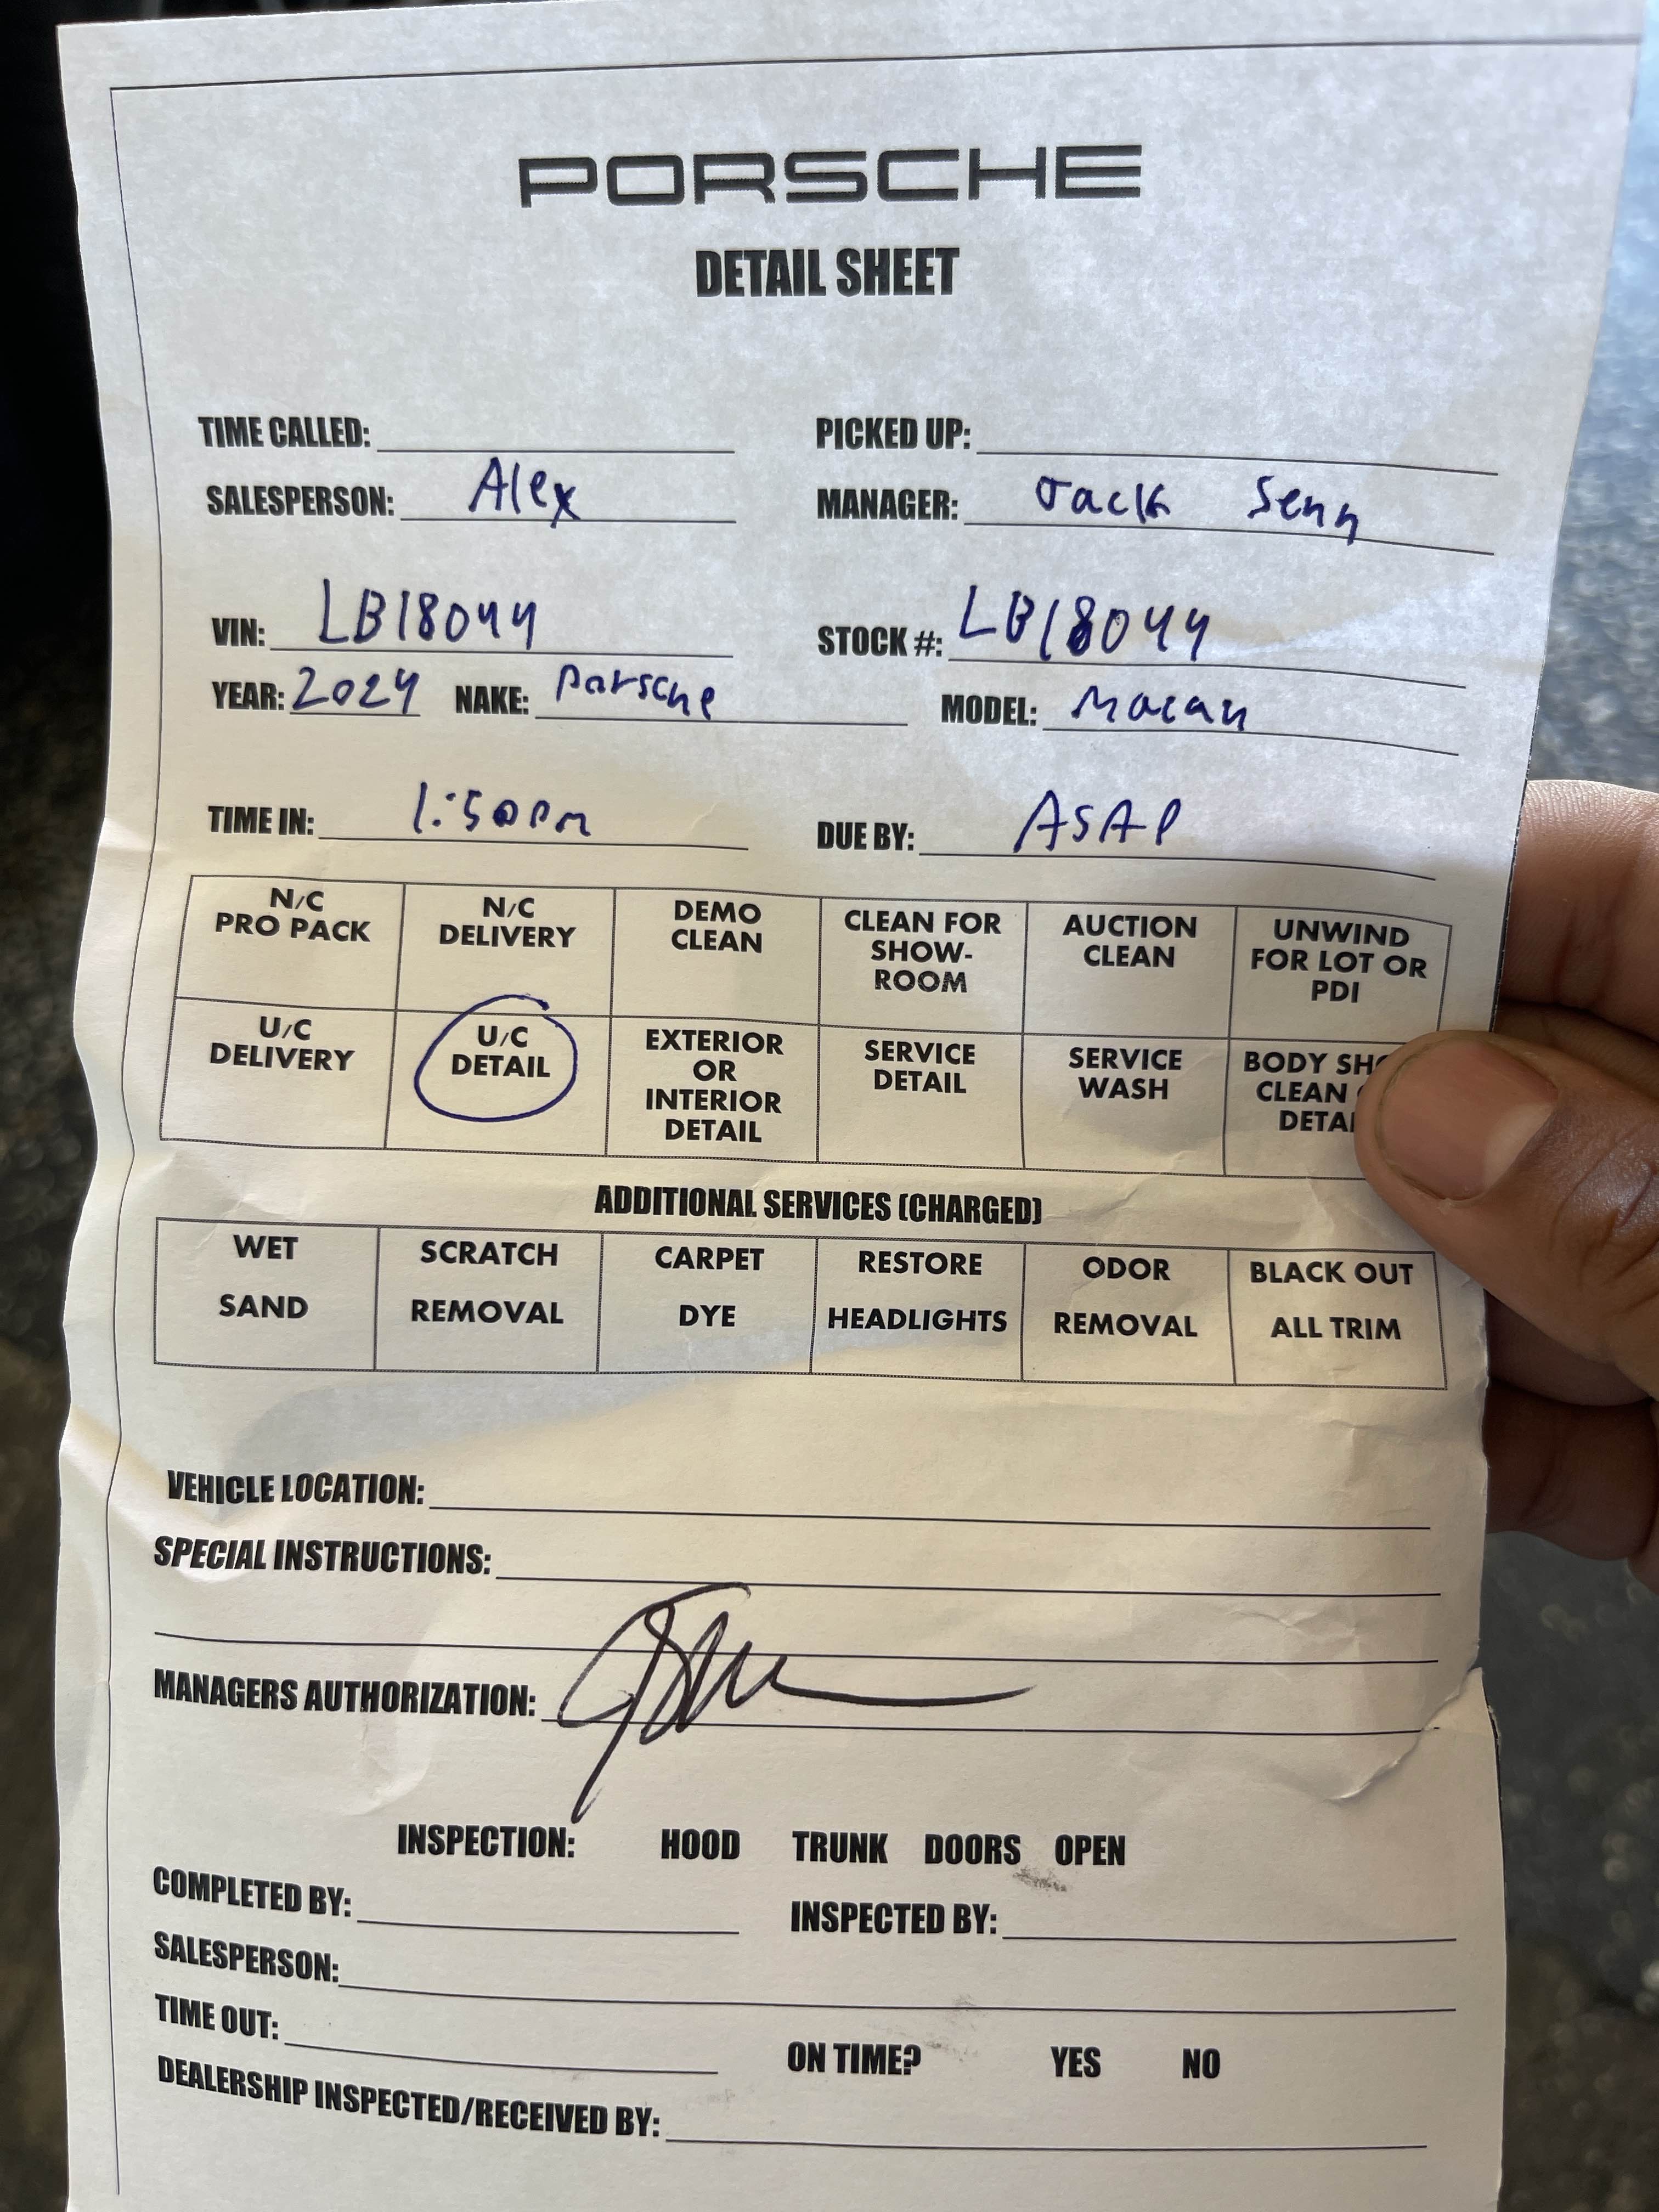 PORSCHE
DETAIL SHEET
TIME CALLED: PICKED UP:
SALESPERSON: Alex MANAGER: Jack Senn
VIN: LB18044 STOCK #: LB18044
YEAR: 2024 NAKE: Porsche MODEL: Macan
TIME IN: 1:50PM DUE BY: ASAP
N/C PRO PACK
N/C DELIVERY
DEMO CLEAN
CLEAN FOR SHOW-ROOM
AUCTION CLEAN
UNWIND FOR LOT OR PDI
U/C DELIVERY
U/C DETAIL
EXTERIOR OR INTERIOR DETAIL
SERVICE DETAIL
SERVICE WASH
BODY CLEAN
ADDITIONAL SERVICES (CHARGED)
WET SAND
SCRATCH REMOVAL
CARPET DYE
RESTORE HEADLIGHTS
ODOR REMOVAL
BLACK OUT ALL TRIM
VEHICLE LOCATION:
SPECIAL INSTRUCTIONS:
MANAGERS AUTHORIZATION:
INSPECTION: HOOD TRUNK DOORS OPEN
COMPLETED BY: INSPECTED BY:
SALESPERSON:
TIME OUT: ON TIME? YES NO
DEALERSHIP INSPECTED/RECEIVED BY: